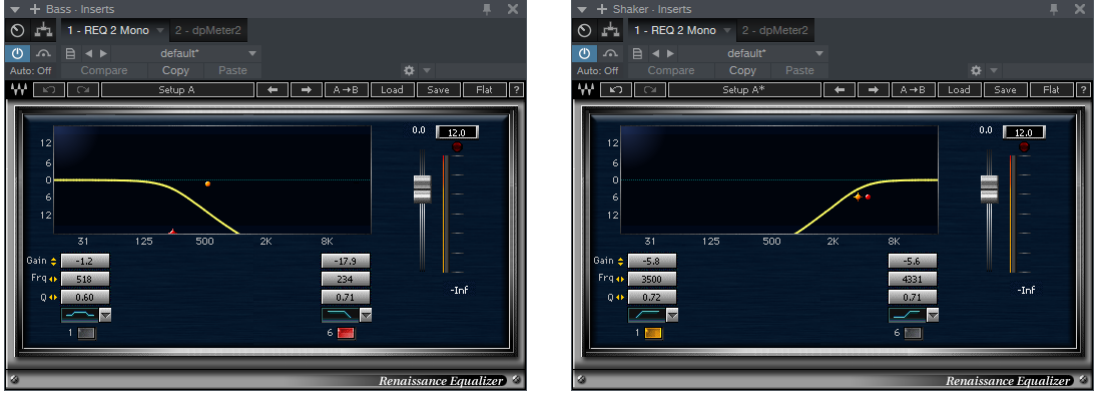 Bass - Inserts
1 - REQ 2 Mono 2 - dpMeter2
default*
Auto: Off Compare Copy Paste
Setup A A→B Load Save Flat ?
0.0 12.0
12
6
0
6
12
31 125 500 2K 8K
-Inf
Gain -1.2 -17.9
Frq 518 234
Q 0.60 0.71
1 6
Renaissance Equalizer
Shaker - Inserts
1 - REQ 2 Mono 2 - dpMeter2
default*
Auto: Off Compare Copy Paste
Setup A* A→B Load Save Flat ?
0.0 12.0
12
6
0
6
12
31 125 500 2K 8K
-Inf
Gain -5.8 -5.6
Frq 3500 4331
Q 0.72 0.71
1 6
Renaissance Equalizer